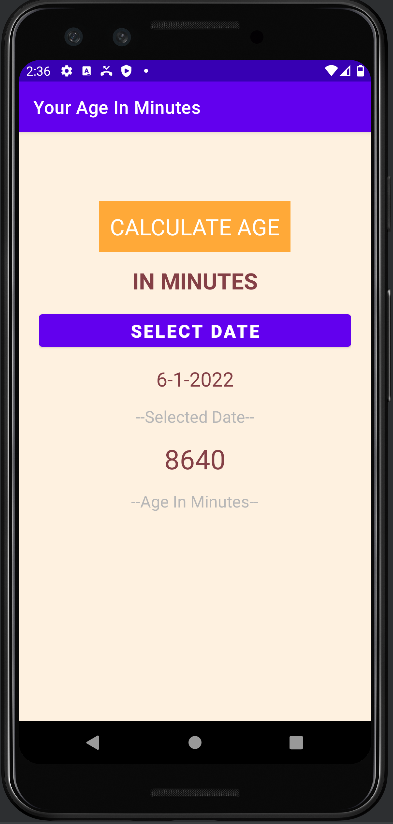 2:36
Your Age In Minutes
CALCULATE AGE
IN MINUTES
SELECT DATE
6-1-2022
--Selected Date--
8640
--Age In Minutes--